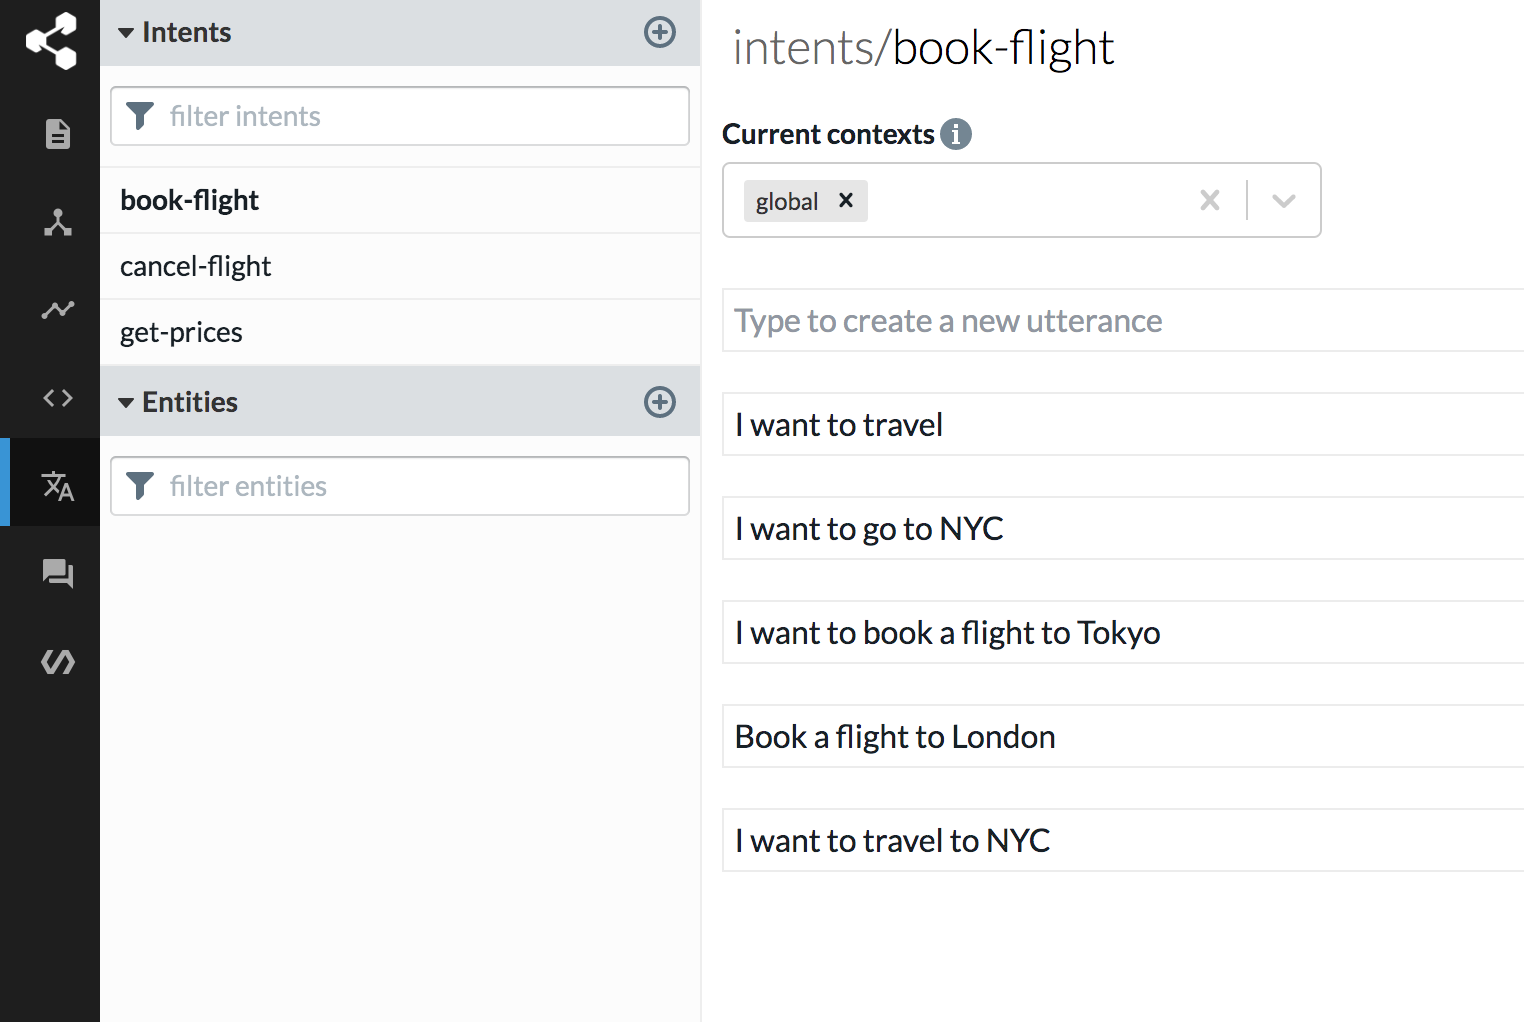 Intents
filter intents
book-flight
cancel-flight
get-prices
Entities
filter entities
intents/book-flight
Current contexts
global
Type to create a new utterance
I want to travel
I want to go to NYC
I want to book a flight to Tokyo
Book a flight to London
I want to travel to NYC